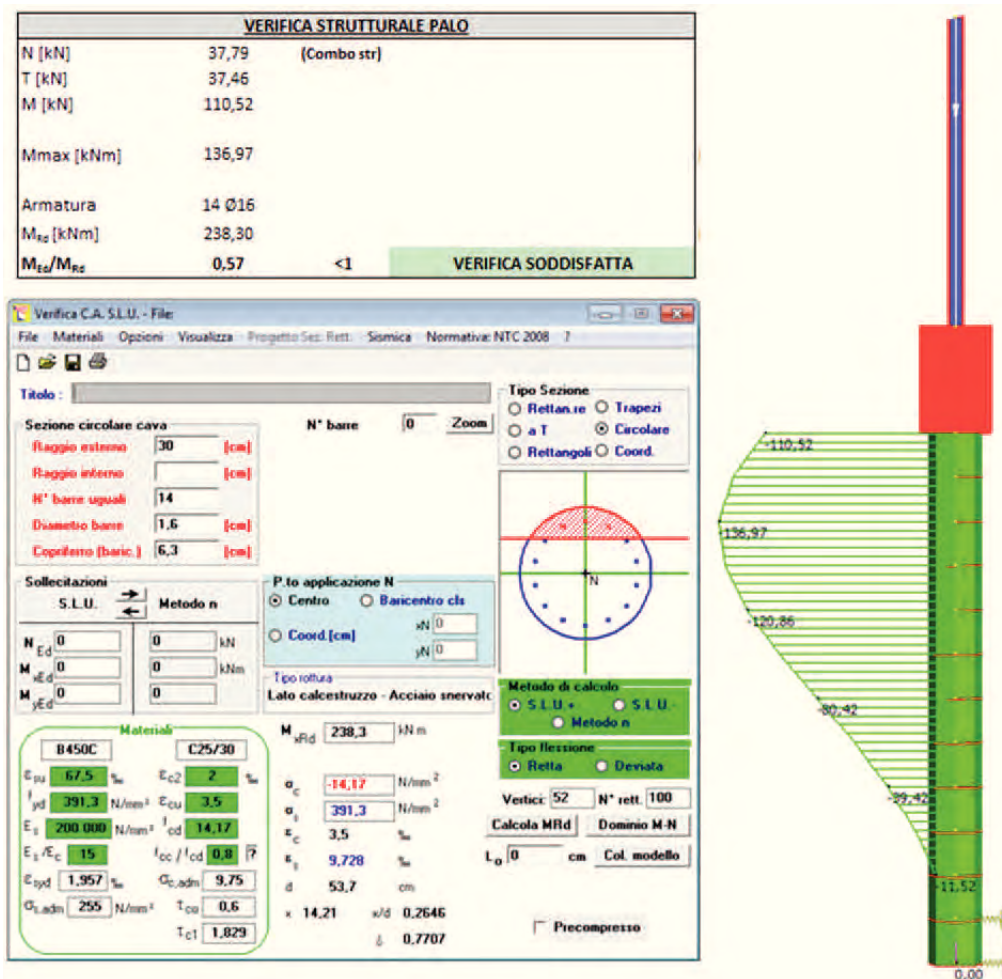 VERIFICA STRUTTURALE PALO
N [kN] 37,79 (Combo str)
T [kN] 37,46
M [kN] 110,52
Mmax [kNm] 136,97
Armatura 14 Ø16
MRd [kNm] 238,30
MEd/MRd 0,57 <1 VERIFICA SODDISFATTA
Verifica C.A. S.L.U. - File:
File Materiali Opzioni Visualizza Progetto Sez. Rett. Sismica Normativa: NTC 2008 ?
Titolo :
Sezione circolare cava
Raggio esterno 30 [cm]
Raggio interno [cm]
N° barre uguali 14
Diametro barre 1,6 [cm]
Copriferro (baric.) 6,3 [cm]
N° barre 0 Zoom
Tipo Sezione
Rettan.re Trapezi
a T Circolare
Rettangoli Coord.
N
Sollecitazioni
S.L.U. Metodo n
N Ed 0 0 kN
M xEd 0 0 kNm
M yEd 0 0
P.to applicazione N
Centro Baricentro cls
Coord.[cm] xN 0
yN 0
Tipo rottura
Lato calcestruzzo - Acciaio snervato
Metodo di calcolo
S.L.U.+ S.L.U.-
Metodo n
Tipo flessione
Retta Deviata
Materiali
B450C C25/30
εsu 67,5 ‰ εc2 2 ‰
fyd 391,3 N/mm² εcu 3,5
Es 200.000 N/mm² fcd 14,17
Es/Ec 15 fcc/fcd 0,8 ?
εsyd 1,957 ‰ σc,adm 9,75
σs,adm 255 N/mm² τco 0,6
τc1 1,829
M xRd 238,3 kN m
σc -14,17 N/mm²
σs 391,3 N/mm²
εc 3,5 ‰
εs 9,728 ‰
d 53,7 cm
x 14,21 x/d 0,2646
δ 0,7707
Vertici: 52 N° rett. 100
Calcola MRd Dominio M-N
L0 0 cm Col. modello
Precompresso
-110,52
-136,97
-120,86
-80,42
-39,42
-11,52
0.00